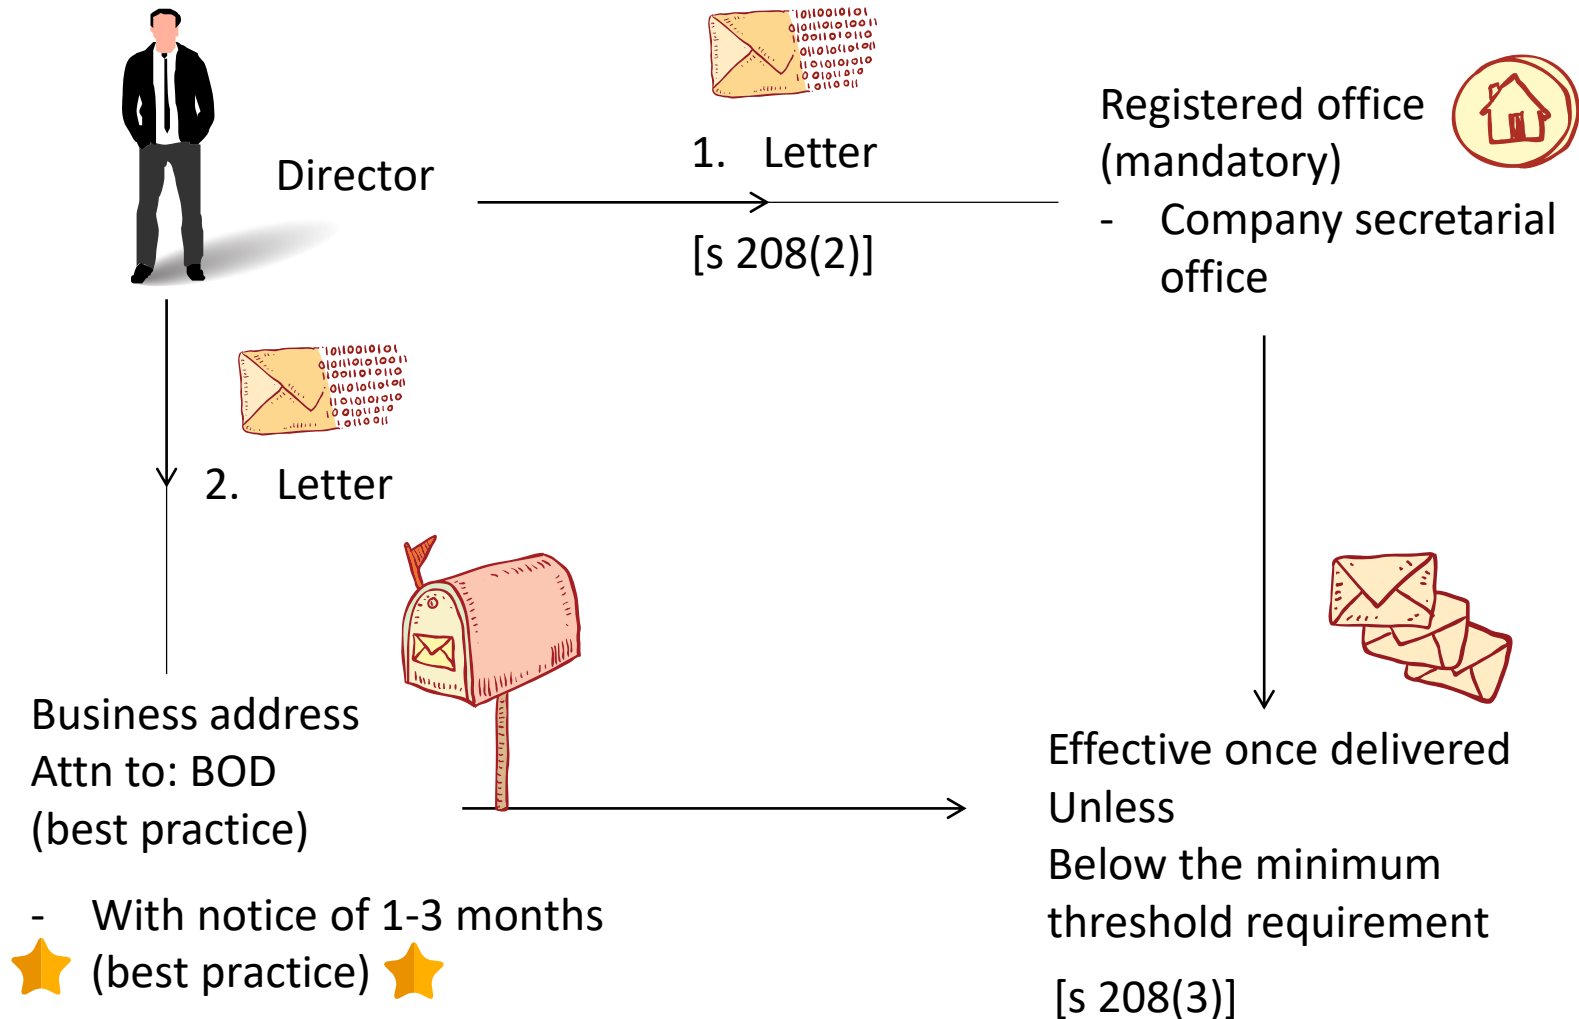 Director
1. Letter
[s 208(2)]
Registered office
(mandatory)
- Company secretarial
office
2. Letter
Business address
Attn to: BOD
(best practice)
- With notice of 1-3 months
(best practice)
Effective once delivered
Unless
Below the minimum
threshold requirement
[s 208(3)]